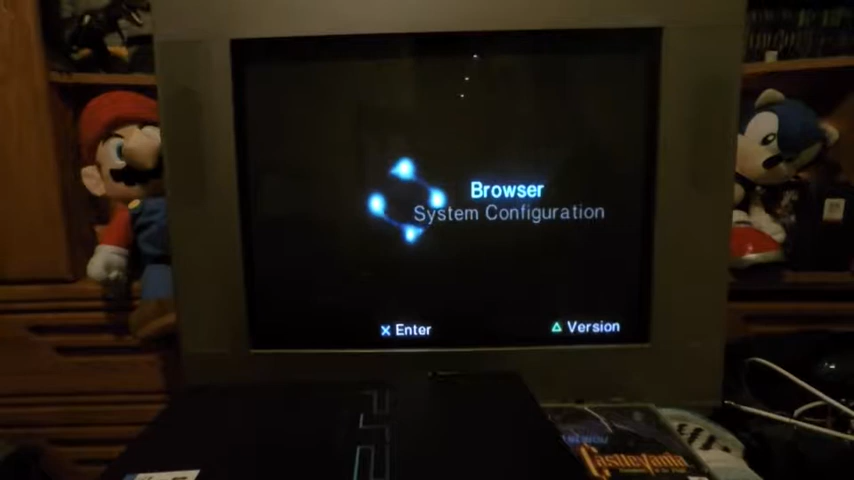 Browser
System Configuration
X Enter
△ Version
Castlevania